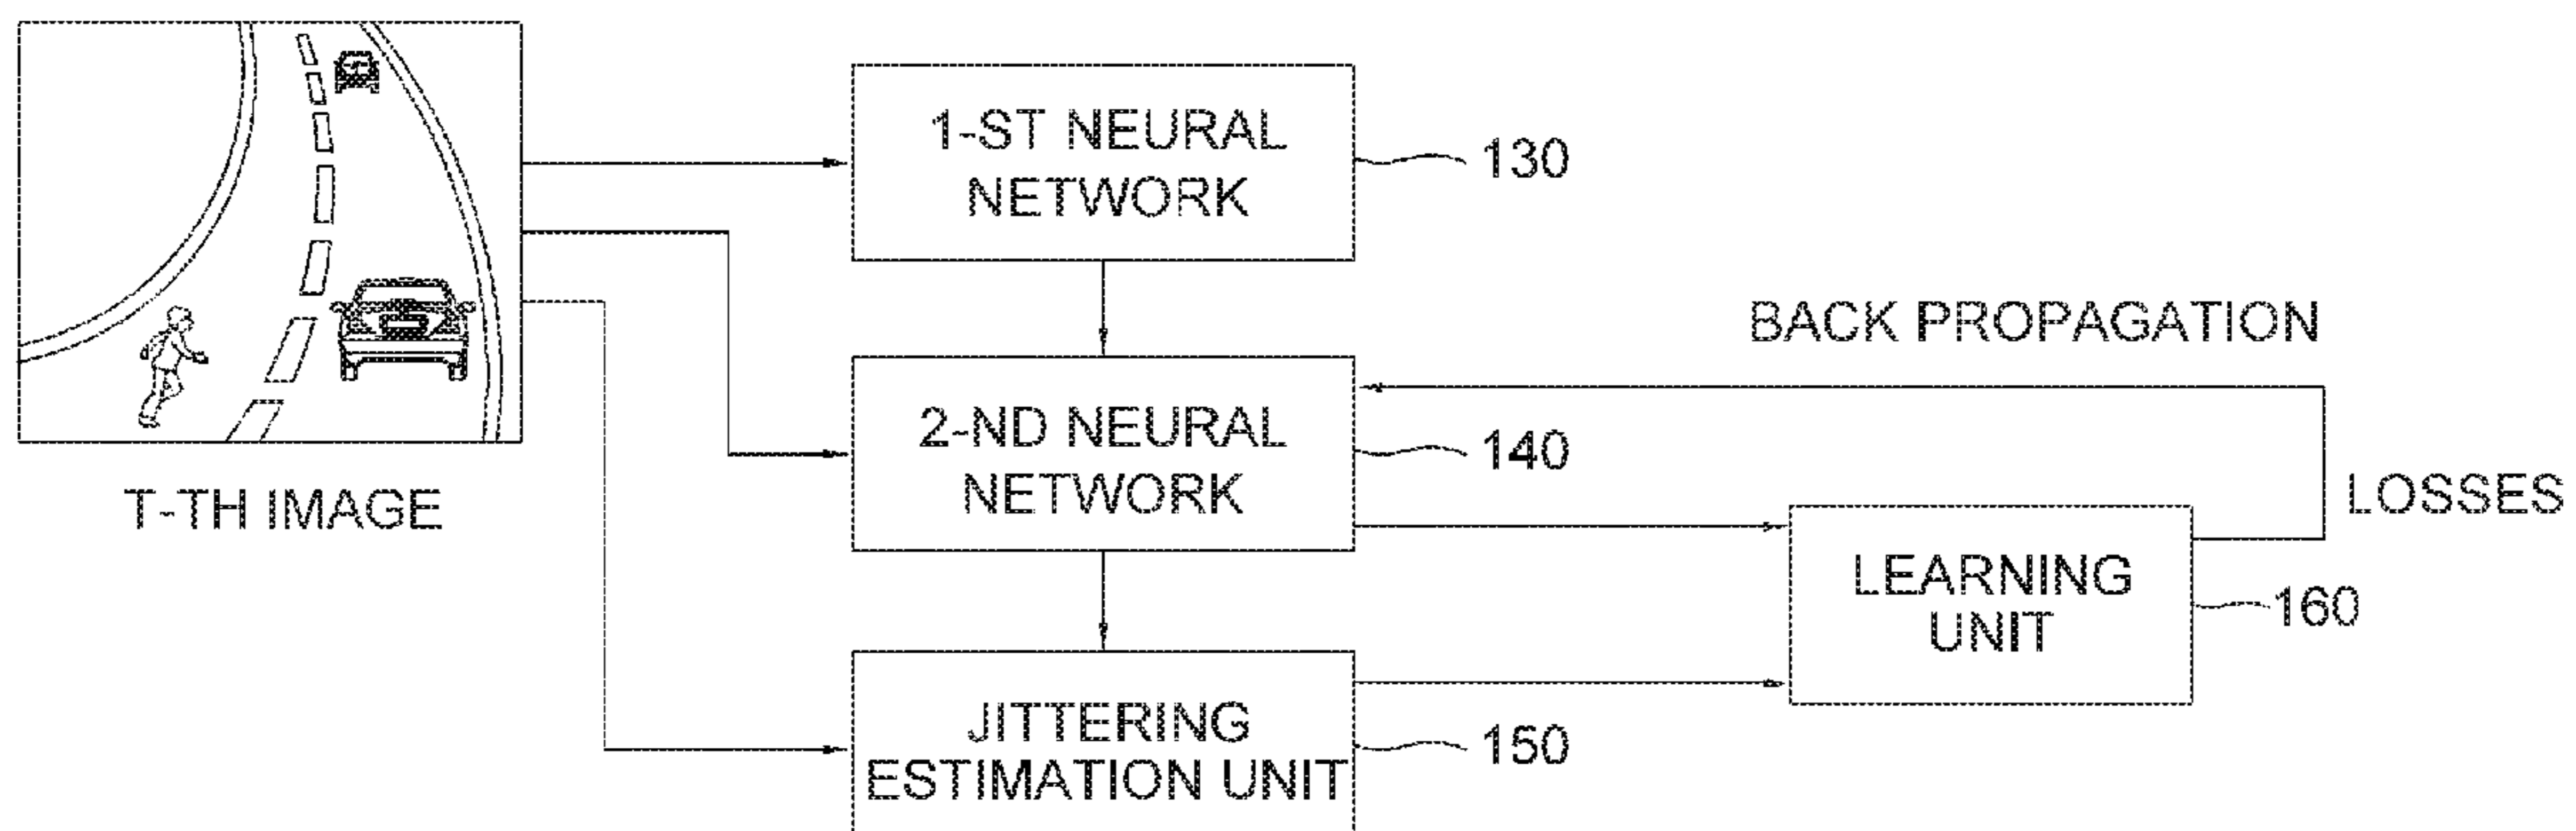 1-ST NEURAL
NETWORK
130
BACK PROPAGATION
2-ND NEURAL
NETWORK
140
T-TH IMAGE
LOSSES
LEARNING
UNIT
160
JITTERING
ESTIMATION UNIT
150